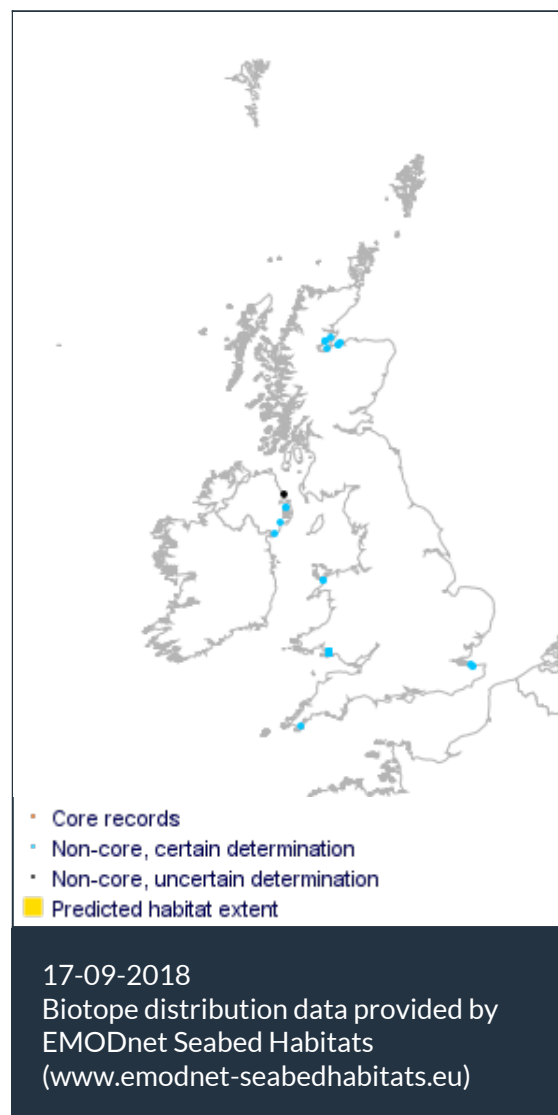 Core records
Non-core, certain determination
Non-core, uncertain determination
Predicted habitat extent
17-09-2018
Biotope distribution data provided by
EMODnet Seabed Habitats
(www.emodnet-seabedhabitats.eu)